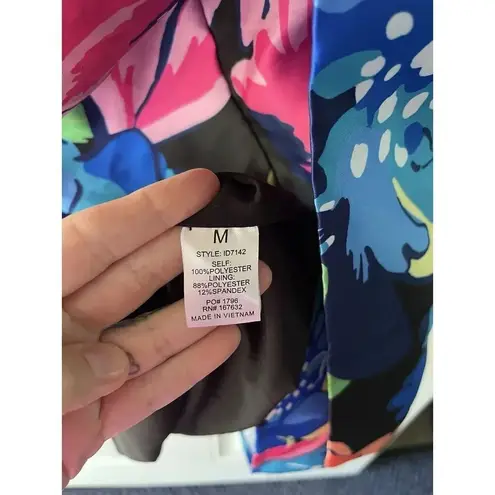 M
STYLE: ID7142
SELF:
100%POLYESTER
LINING:
88%POLYESTER
12%SPANDEX
PO# 1796
RN# 167632
MADE IN VIETNAM